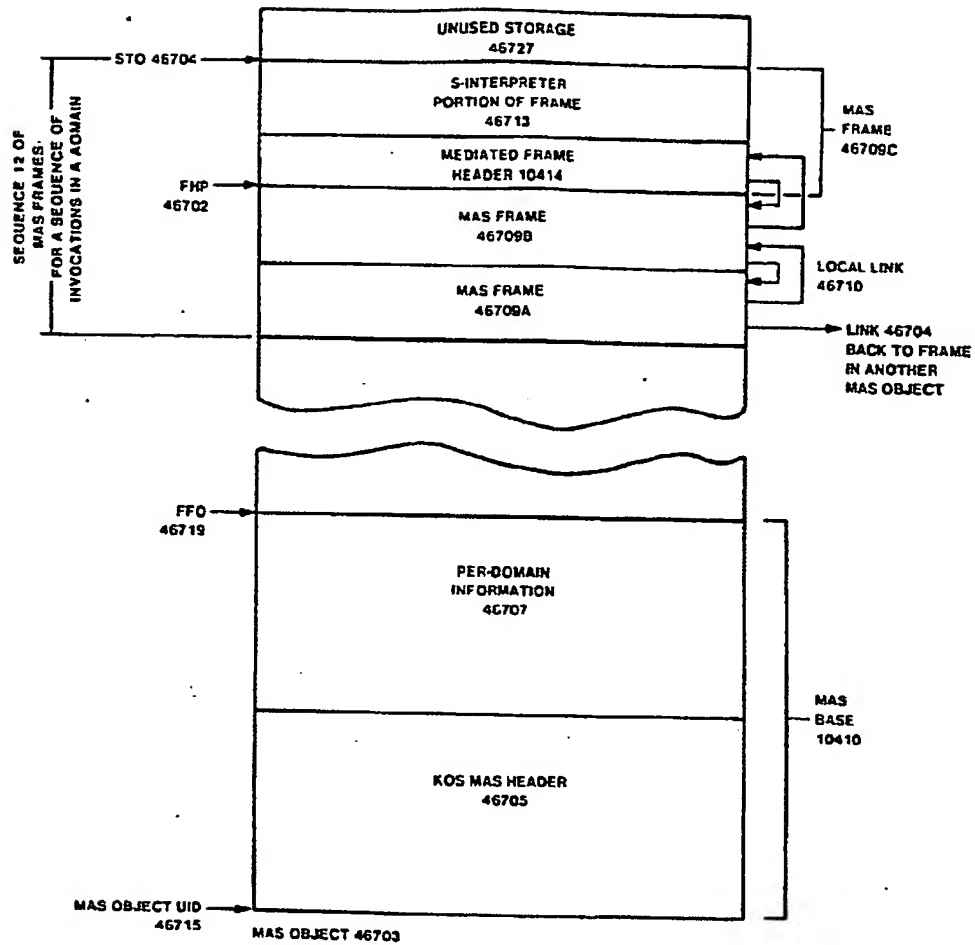 UNUSED STORAGE
46727
STO 46704
S-INTERPRETER
PORTION OF FRAME
46713
MAS
FRAME
46709C
SEQUENCE 12 OF
MAS FRAMES·
FOR A SEQUENCE OF
INVOCATIONS IN A AOMAIN
MEDIATED FRAME
HEADER 10414
FHP
46702
MAS FRAME
46709B
LOCAL LINK
46710
MAS FRAME
46709A
LINK 46704
BACK TO FRAME
IN ANOTHER
MAS OBJECT
FFO
46719
PER-DOMAIN
INFORMATION
46707
MAS
BASE
10410
KOS MAS HEADER
46705
MAS OBJECT UID
46715
MAS OBJECT 46703